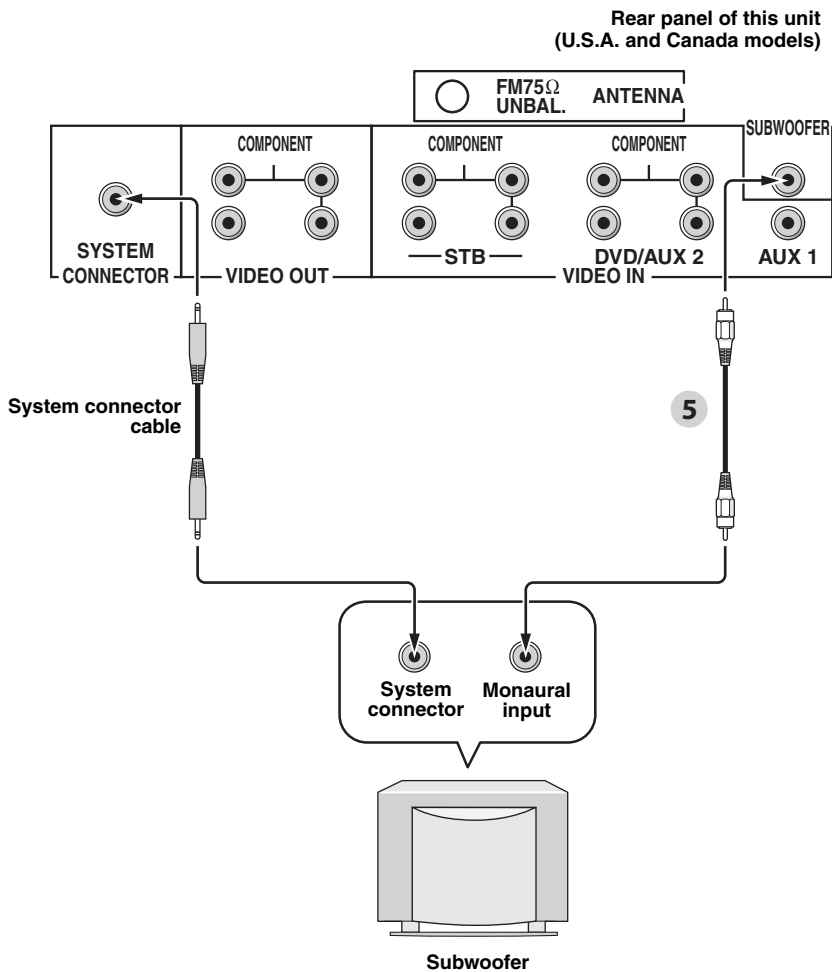 Rear panel of this unit
(U.S.A. and Canada models)
FM75Ω
UNBAL.
ANTENNA
SUBWOOFER
COMPONENT
COMPONENT
COMPONENT
SYSTEM
CONNECTOR
VIDEO OUT
STB
DVD/AUX 2
VIDEO IN
AUX 1
System connector
cable
5
System
connector
Monaural
input
Subwoofer